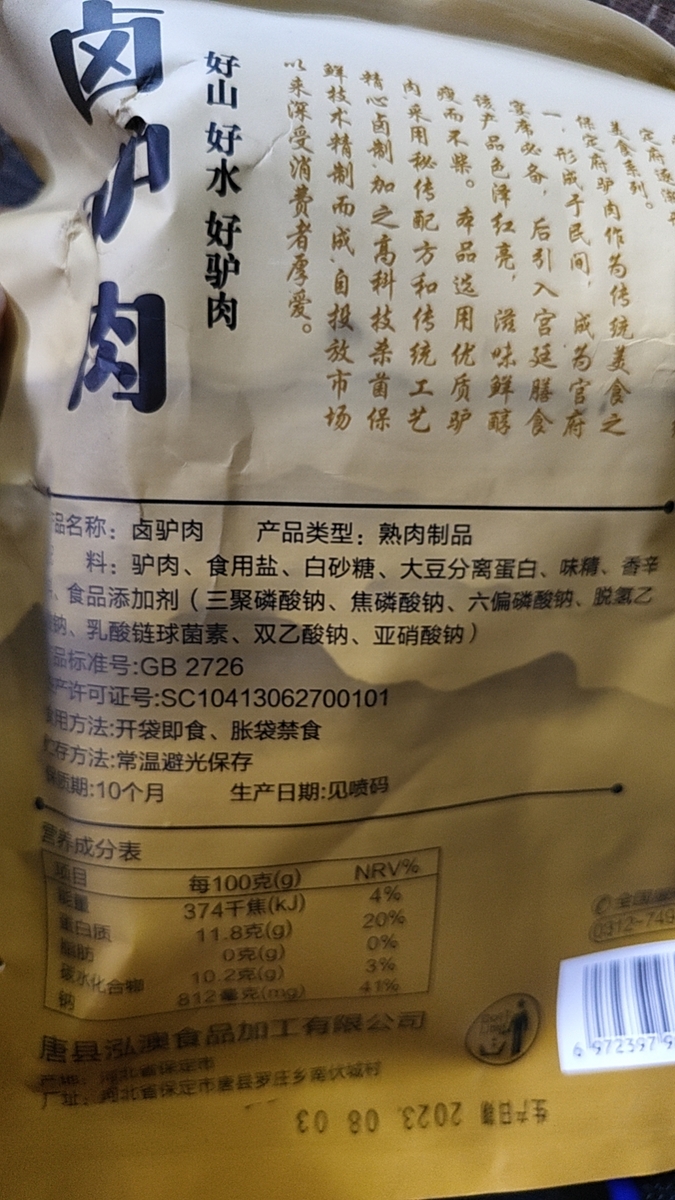 卤驴肉
好山 好水 好驴肉
美食系列。
保定府驴肉作为传统美食之
一,形成于民间,成为官府
宴席必备,后引入宫廷膳食
该产品色泽红亮,滋味鲜醇
瘦而不柴。本品选用优质驴
肉采用秘传配方和传统工艺
精心卤制加之高科技杀菌保
鲜技术精制而成自投放市场
以来深受消费者厚爱。
品名称:卤驴肉 产品类型:熟肉制品
料:驴肉、食用盐、白砂糖、大豆分离蛋白、味精、香辛
、食品添加剂(三聚磷酸钠、焦磷酸钠、六偏磷酸钠、脱氢乙
钠、乳酸链球菌素、双乙酸钠、亚硝酸钠)
品标准号:GB 2726
产许可证号:SC10413062700101
食用方法:开袋即食、胀袋禁食
贮存方法:常温避光保存
保质期:10个月 生产日期:见喷码
营养成分表
项目 每100克(g) NRV%
能量 374千焦(kJ) 4%
蛋白质 11.8克(g) 20%
脂肪 0克(g) 0%
碳水化合物 10.2克(g) 3%
钠 812毫克(mg) 41%
全国
0312-749
唐县泓澳食品加工有限公司
产地:河北省保定市
厂址:河北省保定市唐县罗庄乡南伏城村
6 972397 9
生产日期 2023. 08 03